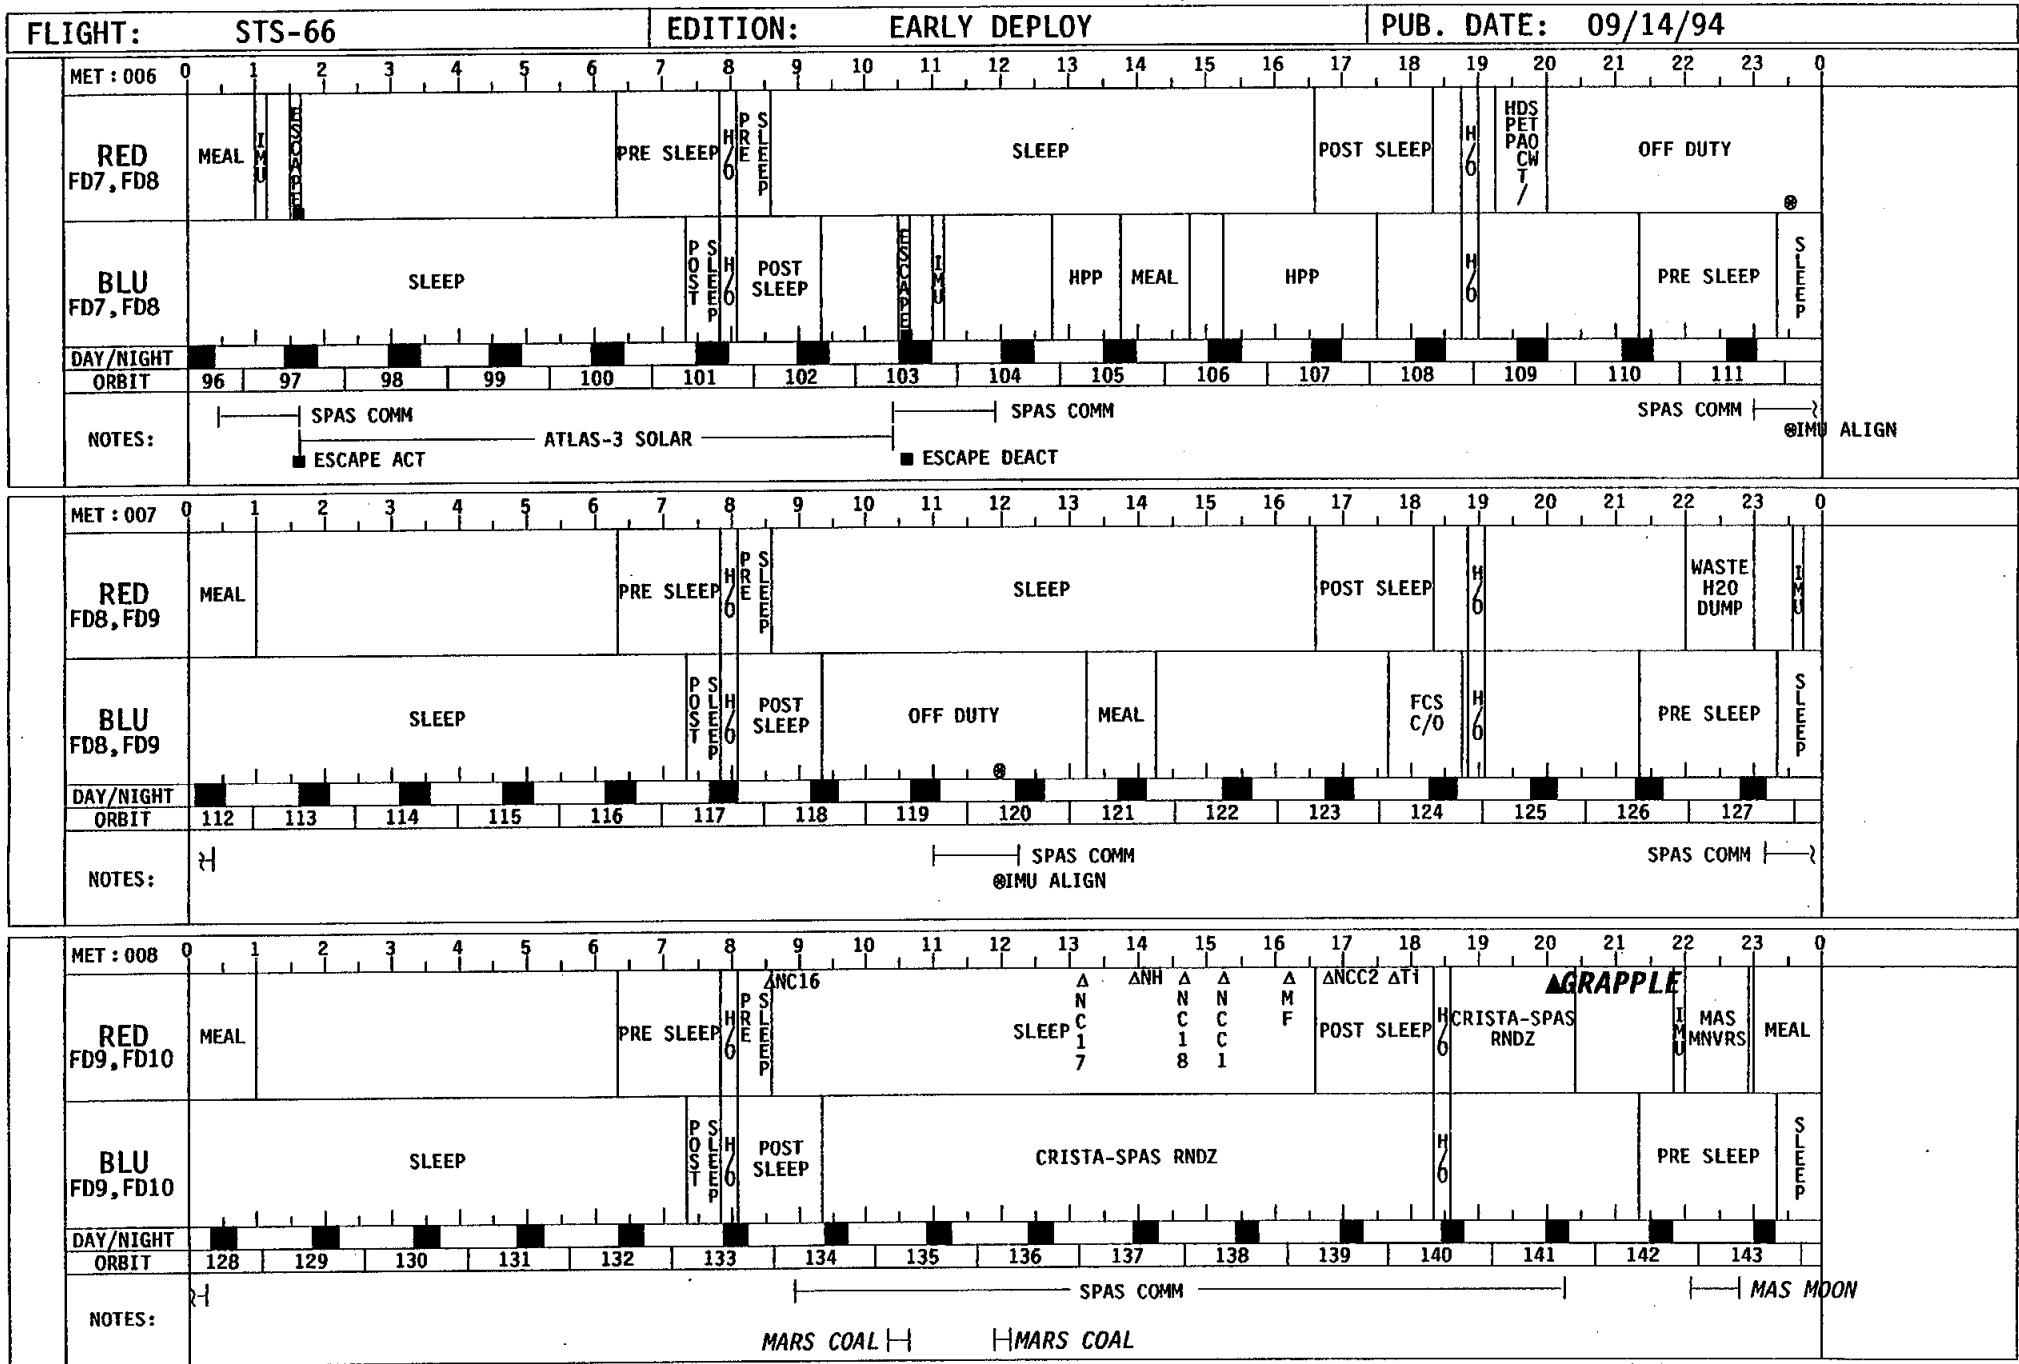 FLIGHT: STS-66 EDITION: EARLY DEPLOY PUB. DATE: 09/14/94
MET:006 0 1 2 3 4 5 6 7 8 9 10 11 12 13 14 15 16 17 18 19 20 21 22 23 0
RED
FD7,FD8
MEAL
IMU
ESCAPE
PRE SLEEP
H/O
PRE SLEEP
SLEEP
POST SLEEP
H/O
HDS
PET
PAO
CW
T
/
OFF DUTY
⊛
BLU
FD7,FD8
SLEEP
POST SLEEP
H/O
POST
SLEEP
ESCAPE
IMU
HPP
MEAL
HPP
H/O
PRE SLEEP
SLEEP
DAY/NIGHT
ORBIT 96 97 98 99 100 101 102 103 104 105 106 107 108 109 110 111
NOTES:
SPAS COMM
SPAS COMM
SPAS COMM
⊛IMU ALIGN
ATLAS-3 SOLAR
■ ESCAPE ACT
■ ESCAPE DEACT
MET:007 0 1 2 3 4 5 6 7 8 9 10 11 12 13 14 15 16 17 18 19 20 21 22 23 0
RED
FD8,FD9
MEAL
PRE SLEEP
H/O
PRE SLEEP
SLEEP
POST SLEEP
H/O
WASTE
H2O
DUMP
IMU
BLU
FD8,FD9
SLEEP
POST SLEEP
H/O
POST
SLEEP
OFF DUTY
⊛
MEAL
FCS
C/O
H/O
PRE SLEEP
SLEEP
DAY/NIGHT
ORBIT 112 113 114 115 116 117 118 119 120 121 122 123 124 125 126 127
NOTES:
SPAS COMM
SPAS COMM
⊛IMU ALIGN
MET:008 0 1 2 3 4 5 6 7 8 9 10 11 12 13 14 15 16 17 18 19 20 21 22 23 0
RED
FD9,FD10
MEAL
PRE SLEEP
H/O
PRE SLEEP
ΔNC16
SLEEP
Δ NC17
ΔNH
Δ NC18
Δ NCC1
Δ MF
ΔNCC2 ΔTi
POST SLEEP
H/O
CRISTA-SPAS
RNDZ
▲GRAPPLE
IMU
MAS
MNVRS
MEAL
BLU
FD9,FD10
SLEEP
POST SLEEP
H/O
POST
SLEEP
CRISTA-SPAS RNDZ
H/O
PRE SLEEP
SLEEP
DAY/NIGHT
ORBIT 128 129 130 131 132 133 134 135 136 137 138 139 140 141 142 143
NOTES:
SPAS COMM
MAS MOON
MARS COAL
MARS COAL